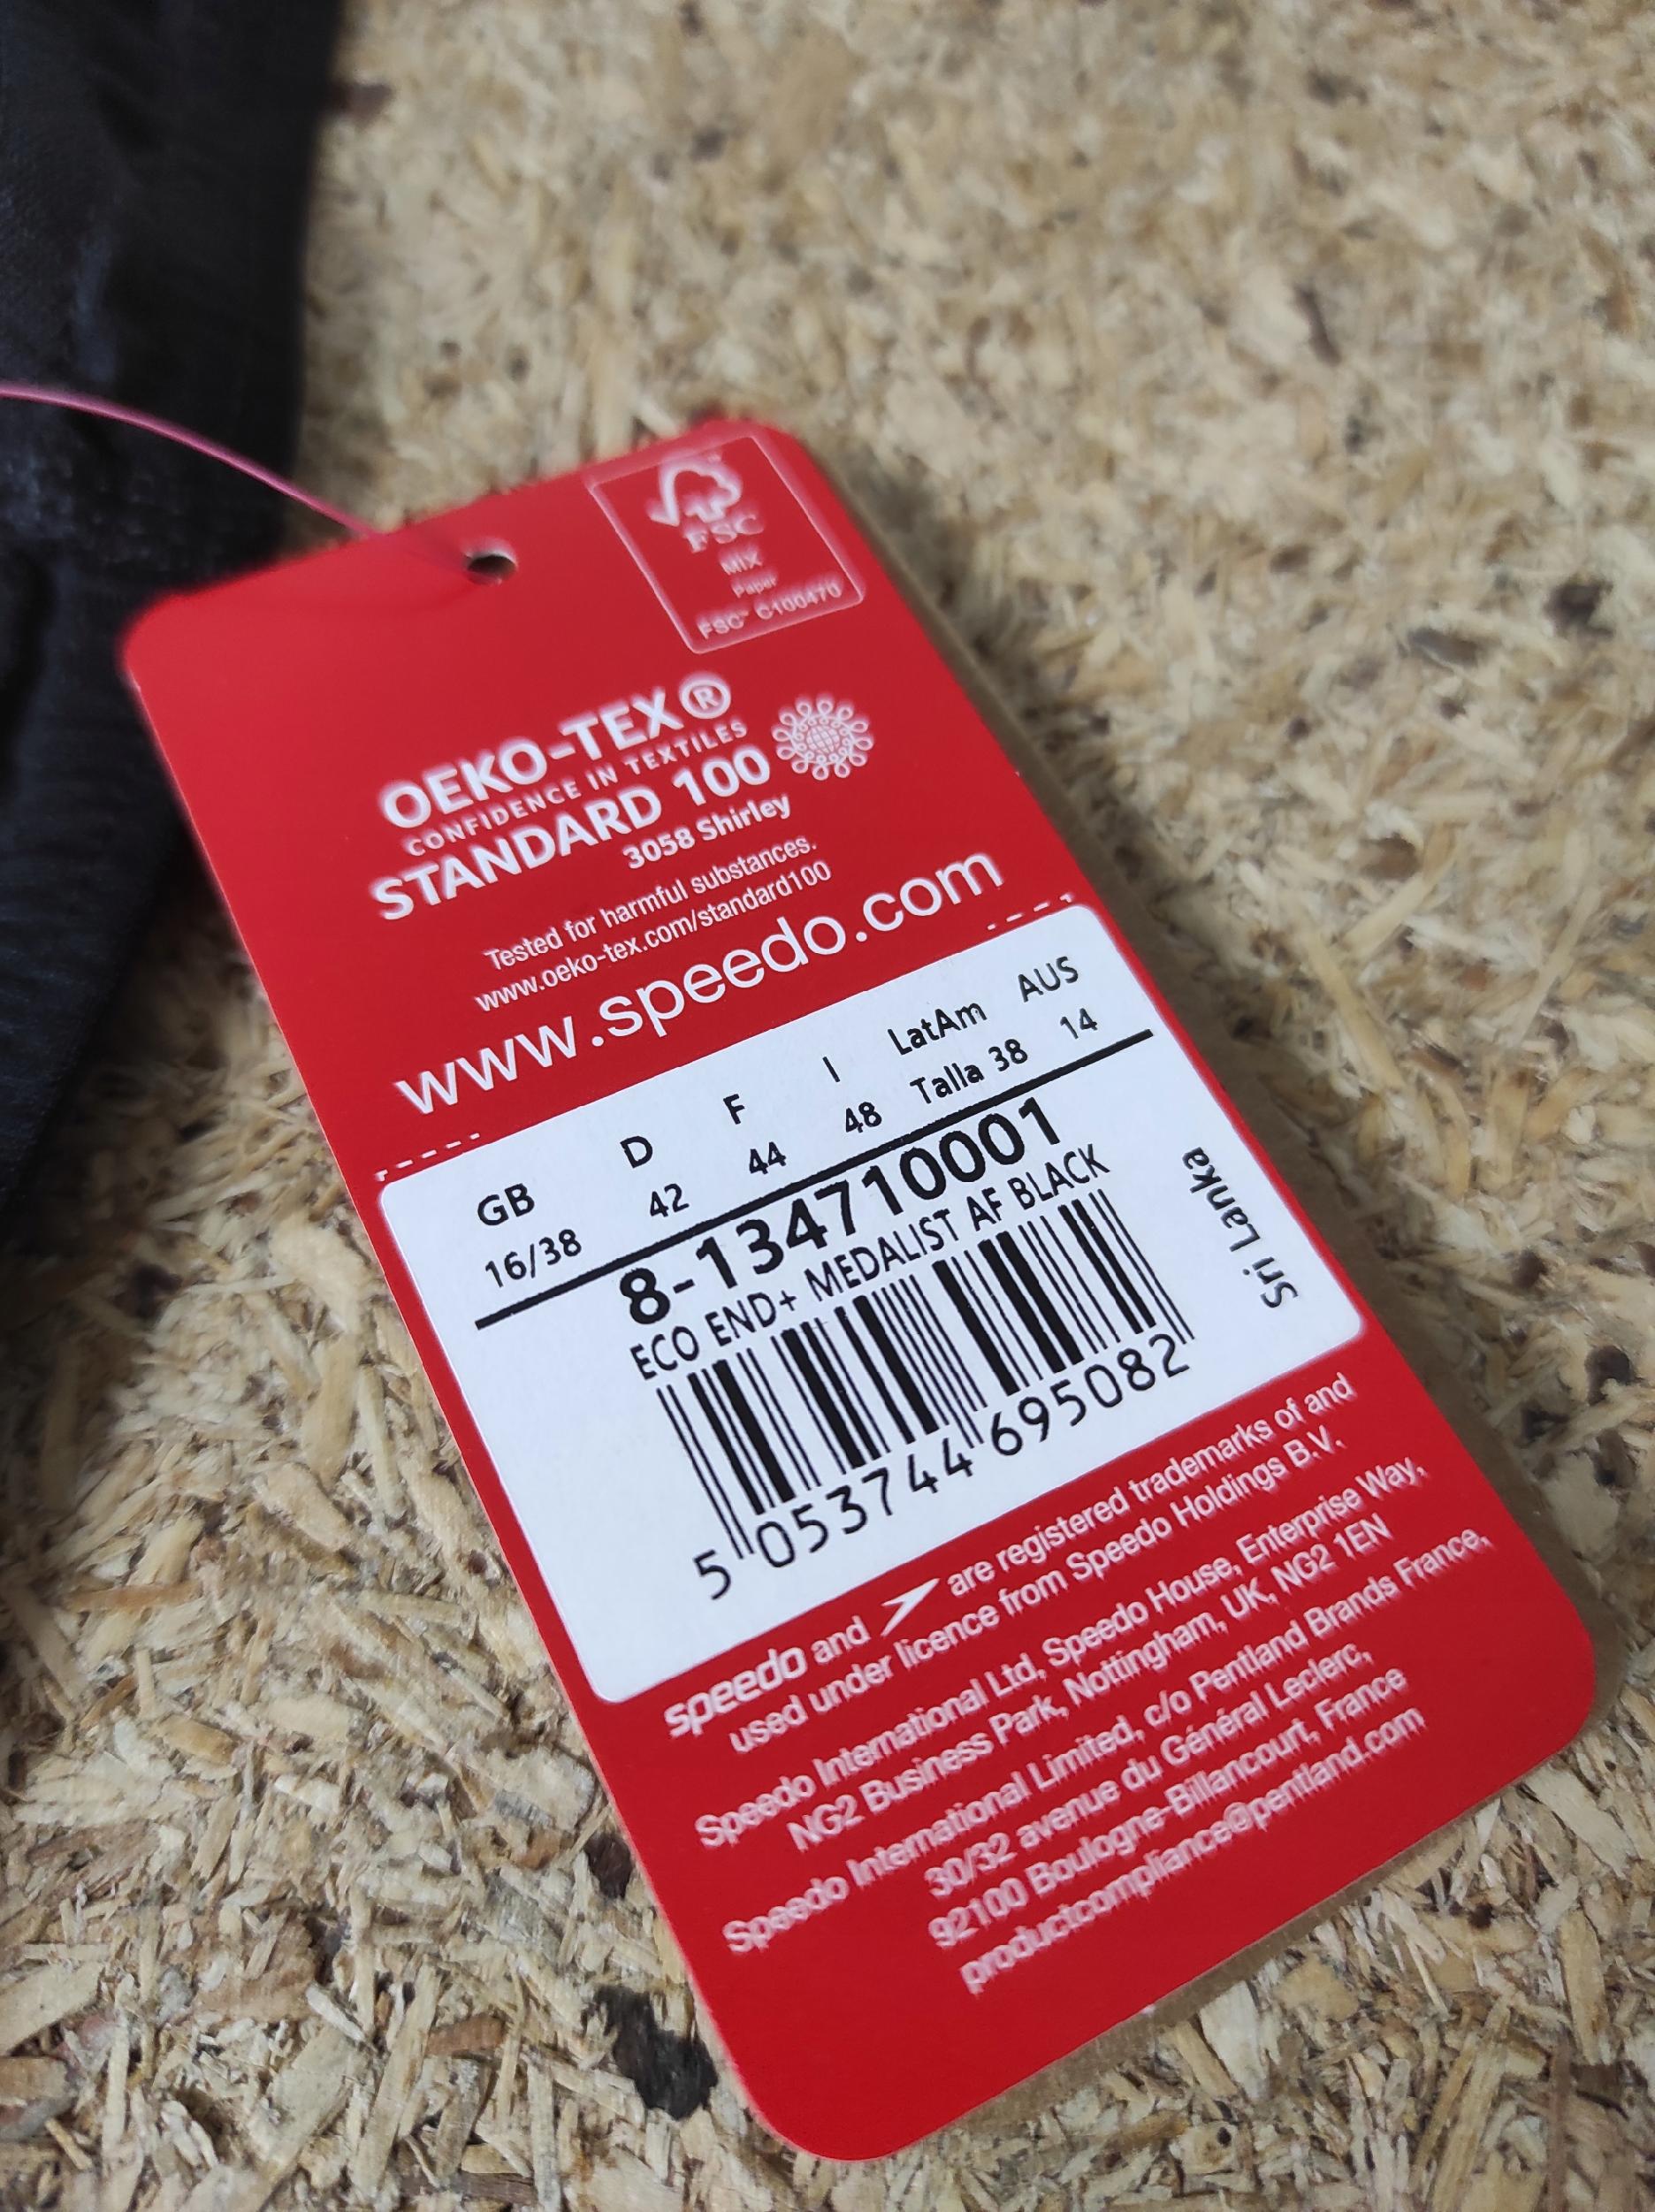 FSC
MIX
Paper
FSC™ C100470
OEKO-TEX®
CONFIDENCE IN TEXTILES
STANDARD 100
3058 Shirley
Tested for harmful substances.
www.oeko-tex.com/standard100
www.speedo.com
GB D F I LatAm AUS
16/38 42 44 48 Talla 38 14
8-134710001
ECO END+ MEDALIST AF BLACK
Sri Lanka
5 053744 695082
speedo and are registered trademarks of and
used under licence from Speedo Holdings B.V.
Speedo International Ltd, Speedo House, Enterprise Way,
NG2 Business Park, Nottingham, UK, NG2 1EN
Speedo International Limited, c/o Pentland Brands France,
30/32 avenue du Général Leclerc,
92100 Boulogne-Billancourt, France
productcompliance@pentland.com